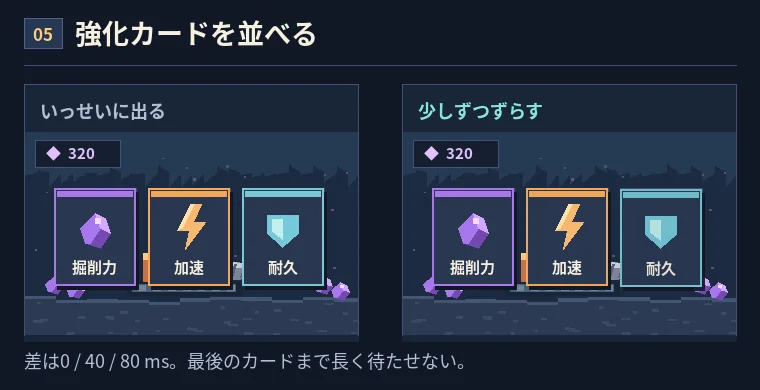 05 強化カードを並べる
いっせいに出る
320
掘削力 加速 耐久
少しずつずらす
320
掘削力 加速 耐久
差は0 / 40 / 80 ms。最後のカードまで長く待たせない。